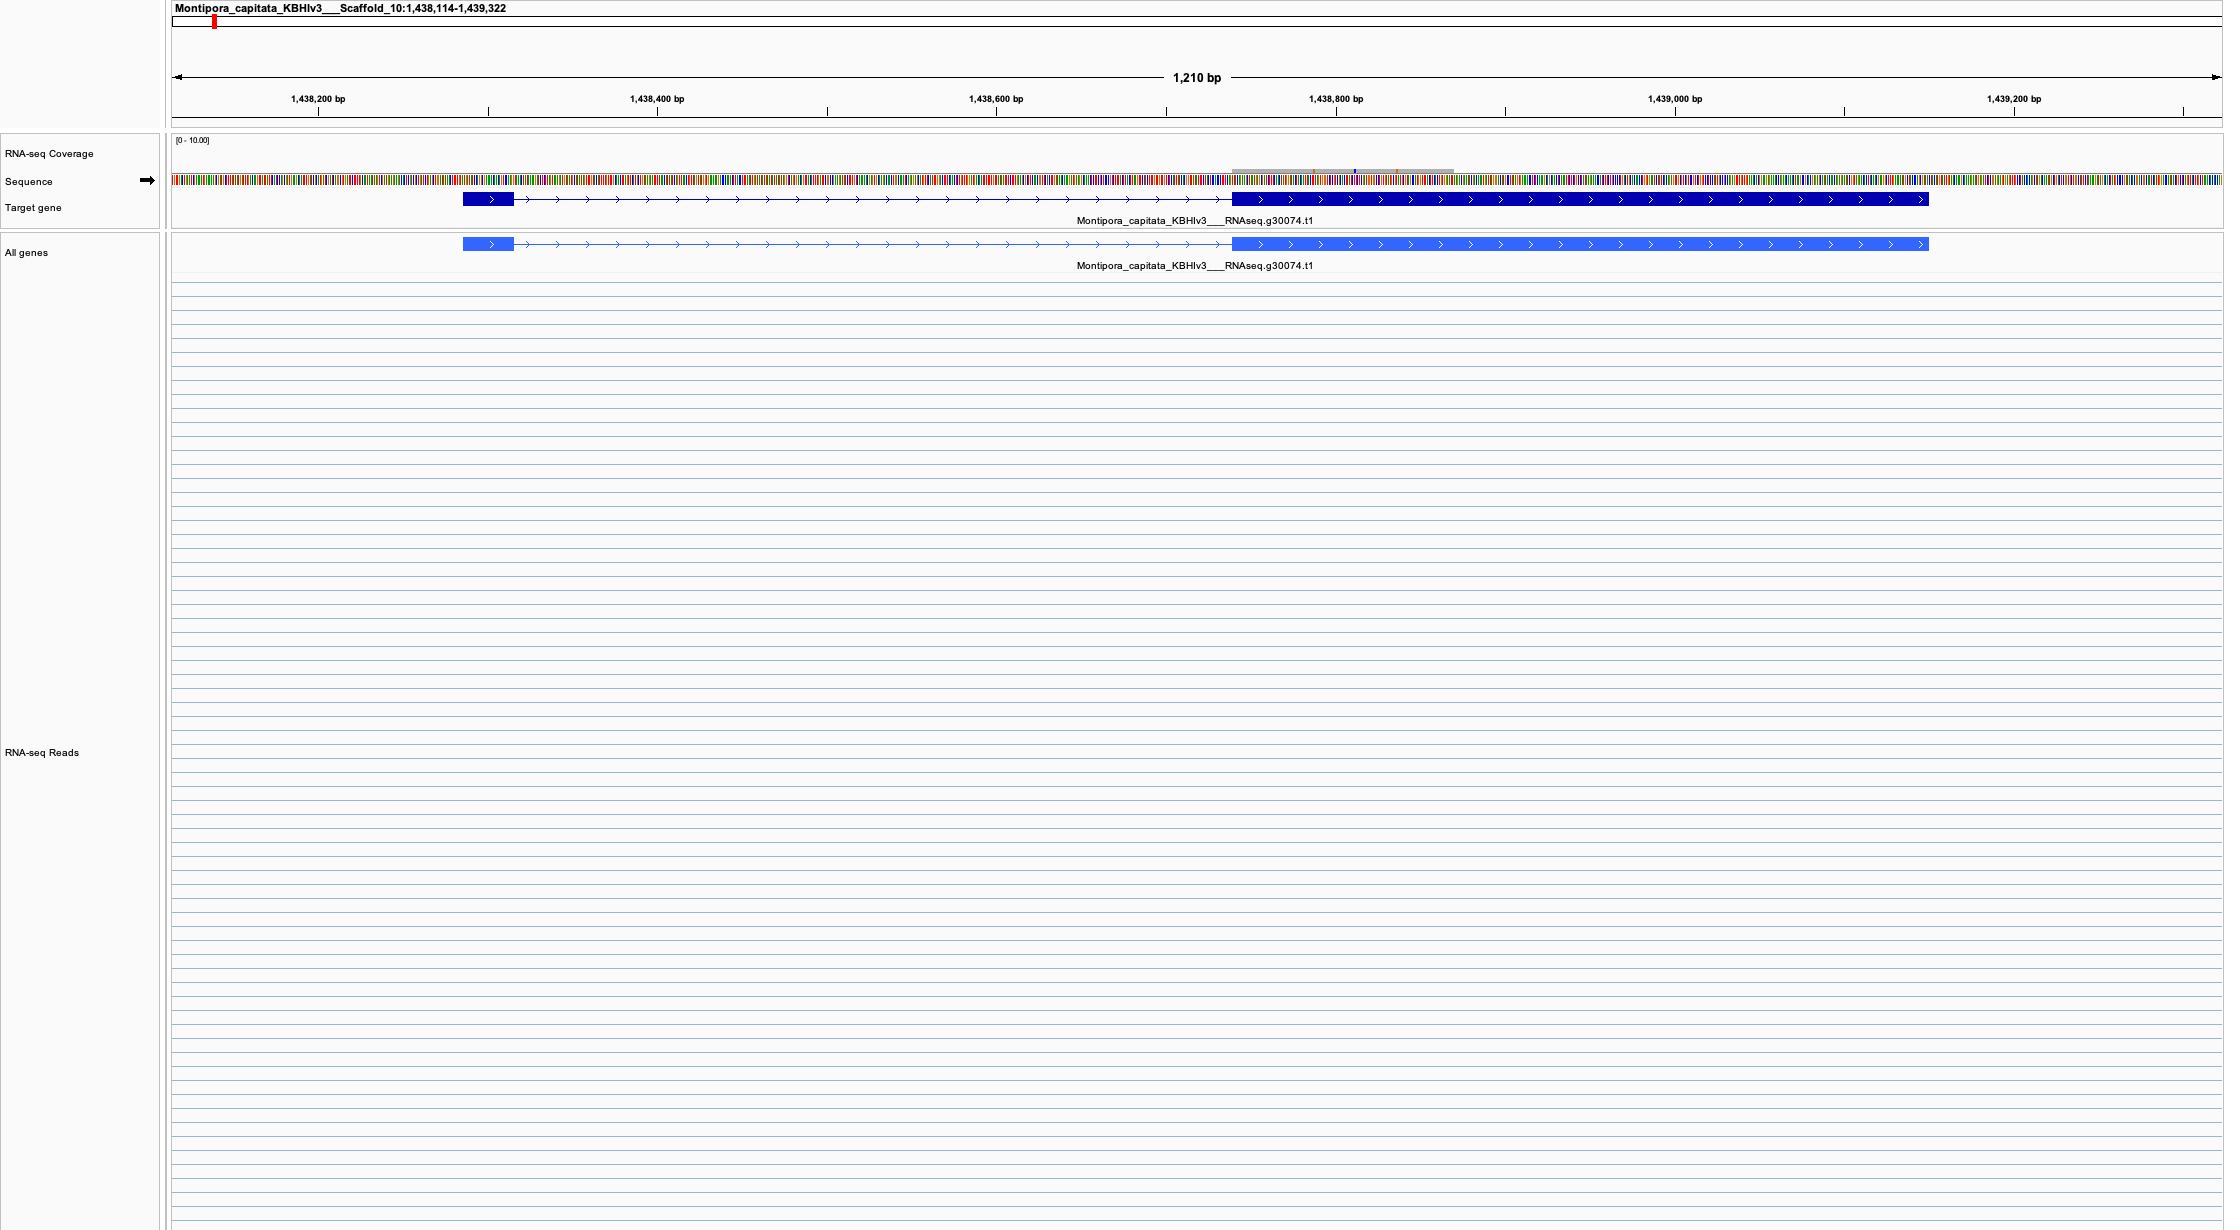 Montipora_capitata_KBHIv3___Scaffold_10:1,438,114-1,439,322
1,210 bp
1,438,200 bp 1,438,400 bp 1,438,600 bp 1,438,800 bp 1,439,000 bp 1,439,200 bp
[0 - 10.00]
RNA-seq Coverage
Sequence
Target gene
Montipora_capitata_KBHIv3___RNAseq.g30074.t1
All genes
Montipora_capitata_KBHIv3___RNAseq.g30074.t1
RNA-seq Reads